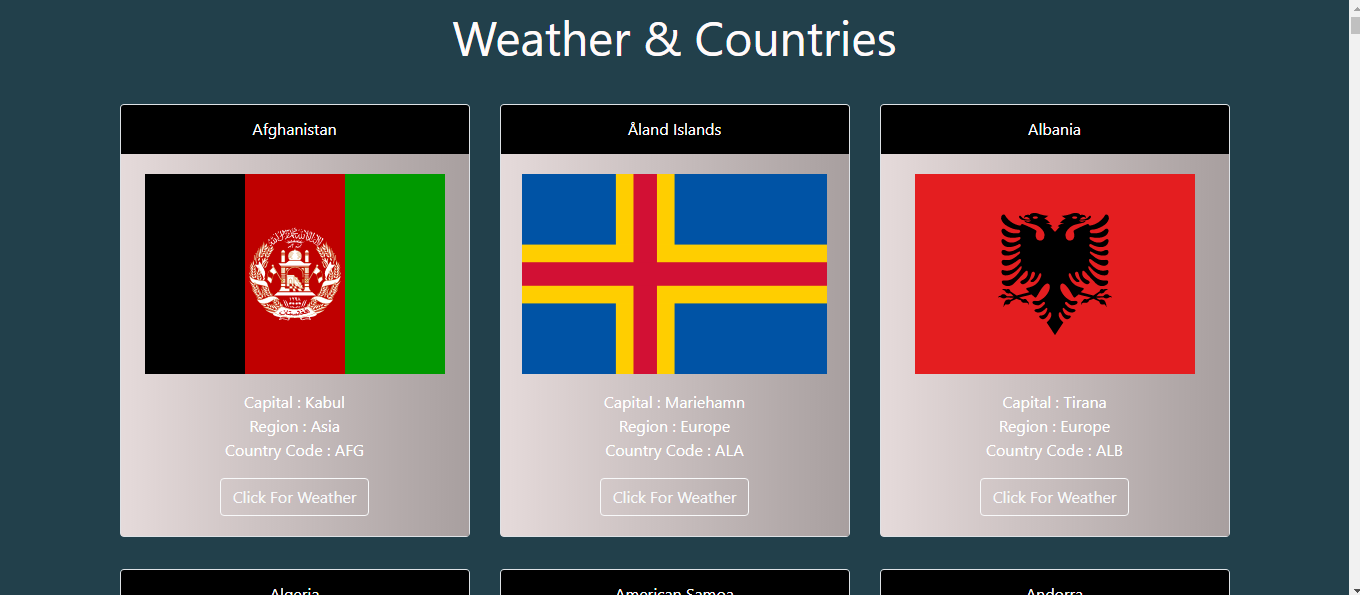 Weather & Countries
Afghanistan
Åland Islands
Albania
Capital : Kabul
Region : Asia
Country Code : AFG
Click For Weather
Capital : Mariehamn
Region : Europe
Country Code : ALA
Click For Weather
Capital : Tirana
Region : Europe
Country Code : ALB
Click For Weather
Algeria
American Samoa
Andorra